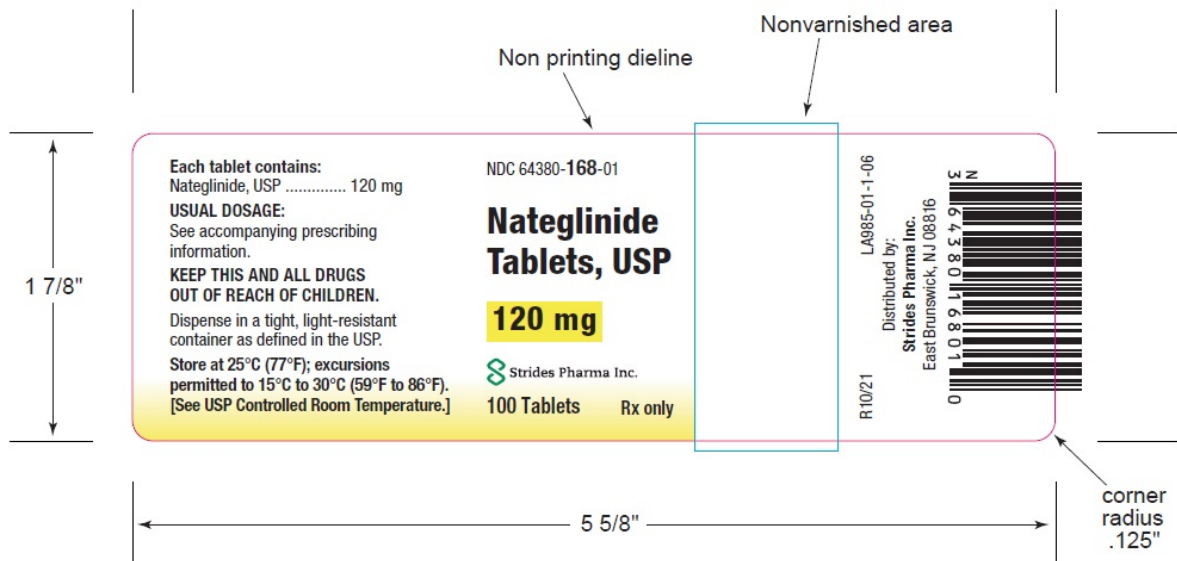 Nonvarnished area
Non printing dieline
1 7/8"
Each tablet contains:
Nateglinide, USP .............. 120 mg
USUAL DOSAGE:
See accompanying prescribing
information.
KEEP THIS AND ALL DRUGS
OUT OF REACH OF CHILDREN.
Dispense in a tight, light-resistant
container as defined in the USP.
Store at 25°C (77°F); excursions
permitted to 15°C to 30°C (59°F to 86°F).
[See USP Controlled Room Temperature.]
NDC 64380-168-01
Nateglinide
Tablets, USP
120 mg
Strides Pharma Inc.
100 Tablets Rx only
R10/21 LA985-01-1-06
Distributed by:
Strides Pharma Inc.
East Brunswick, NJ 08816
N
3 64380 16801 0
5 5/8"
corner
radius
.125"